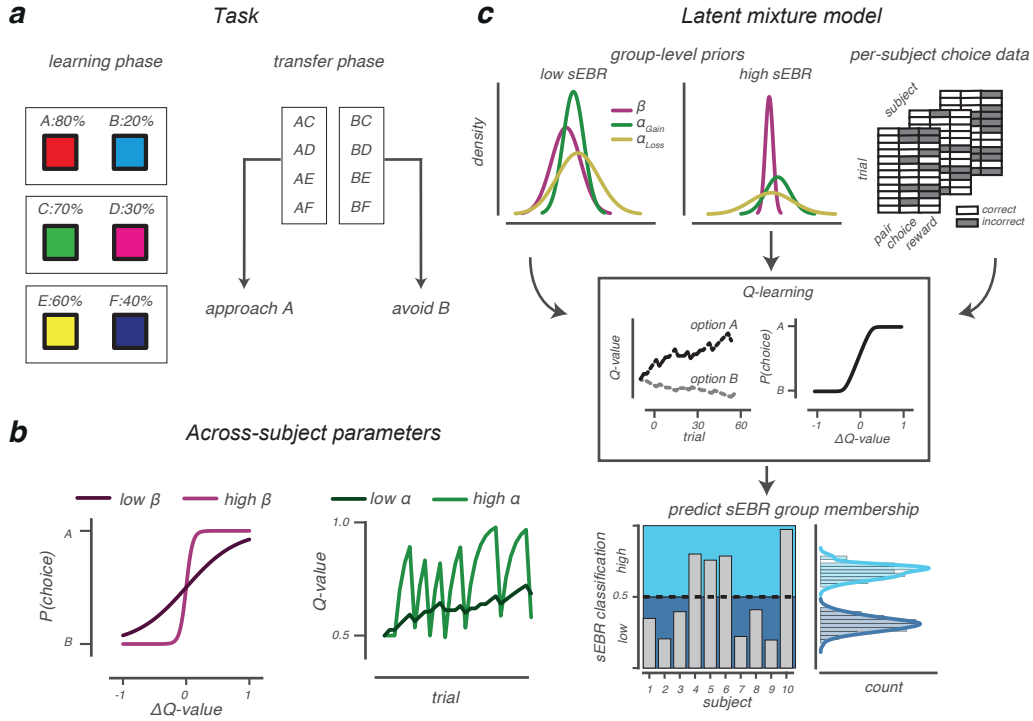 a
Task
learning phase
transfer phase
A:80% B:20%
C:70% D:30%
E:60% F:40%
AC BC
AD BD
AE BE
AF BF
approach A
avoid B
b
Across-subject parameters
low β high β
low α high α
P(choice)
A
B
-1 0 1
ΔQ-value
Q-value
1.0
0.5
trial
c
Latent mixture model
group-level priors
per-subject choice data
low sEBR
high sEBR
density
β
αGain
αLoss
subject
trial
pair
choice
reward
correct
incorrect
Q-learning
Q-value
option A
option B
0 30 60
trial
P(choice)
A
B
-1 0 1
ΔQ-value
predict sEBR group membership
sEBR classification
high
low
1
0.5
0
1 2 3 4 5 6 7 8 9 10
subject
count